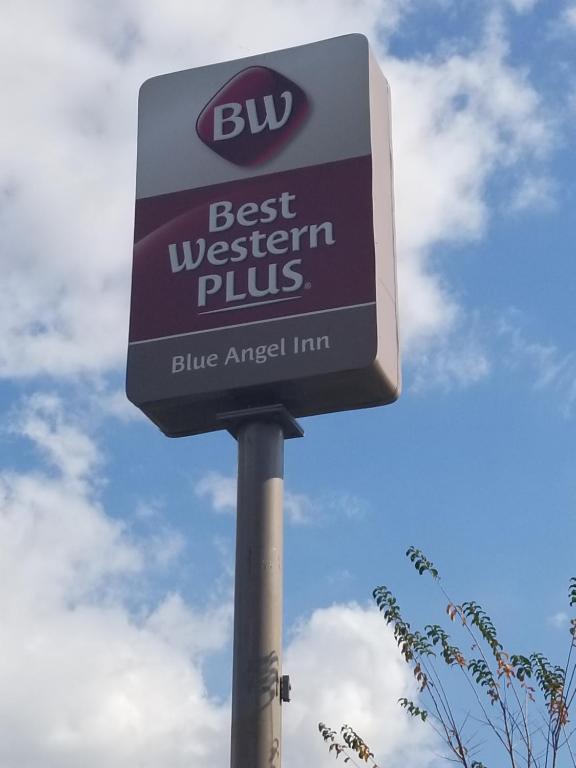 BW
Best
Western
PLUS®
Blue Angel Inn